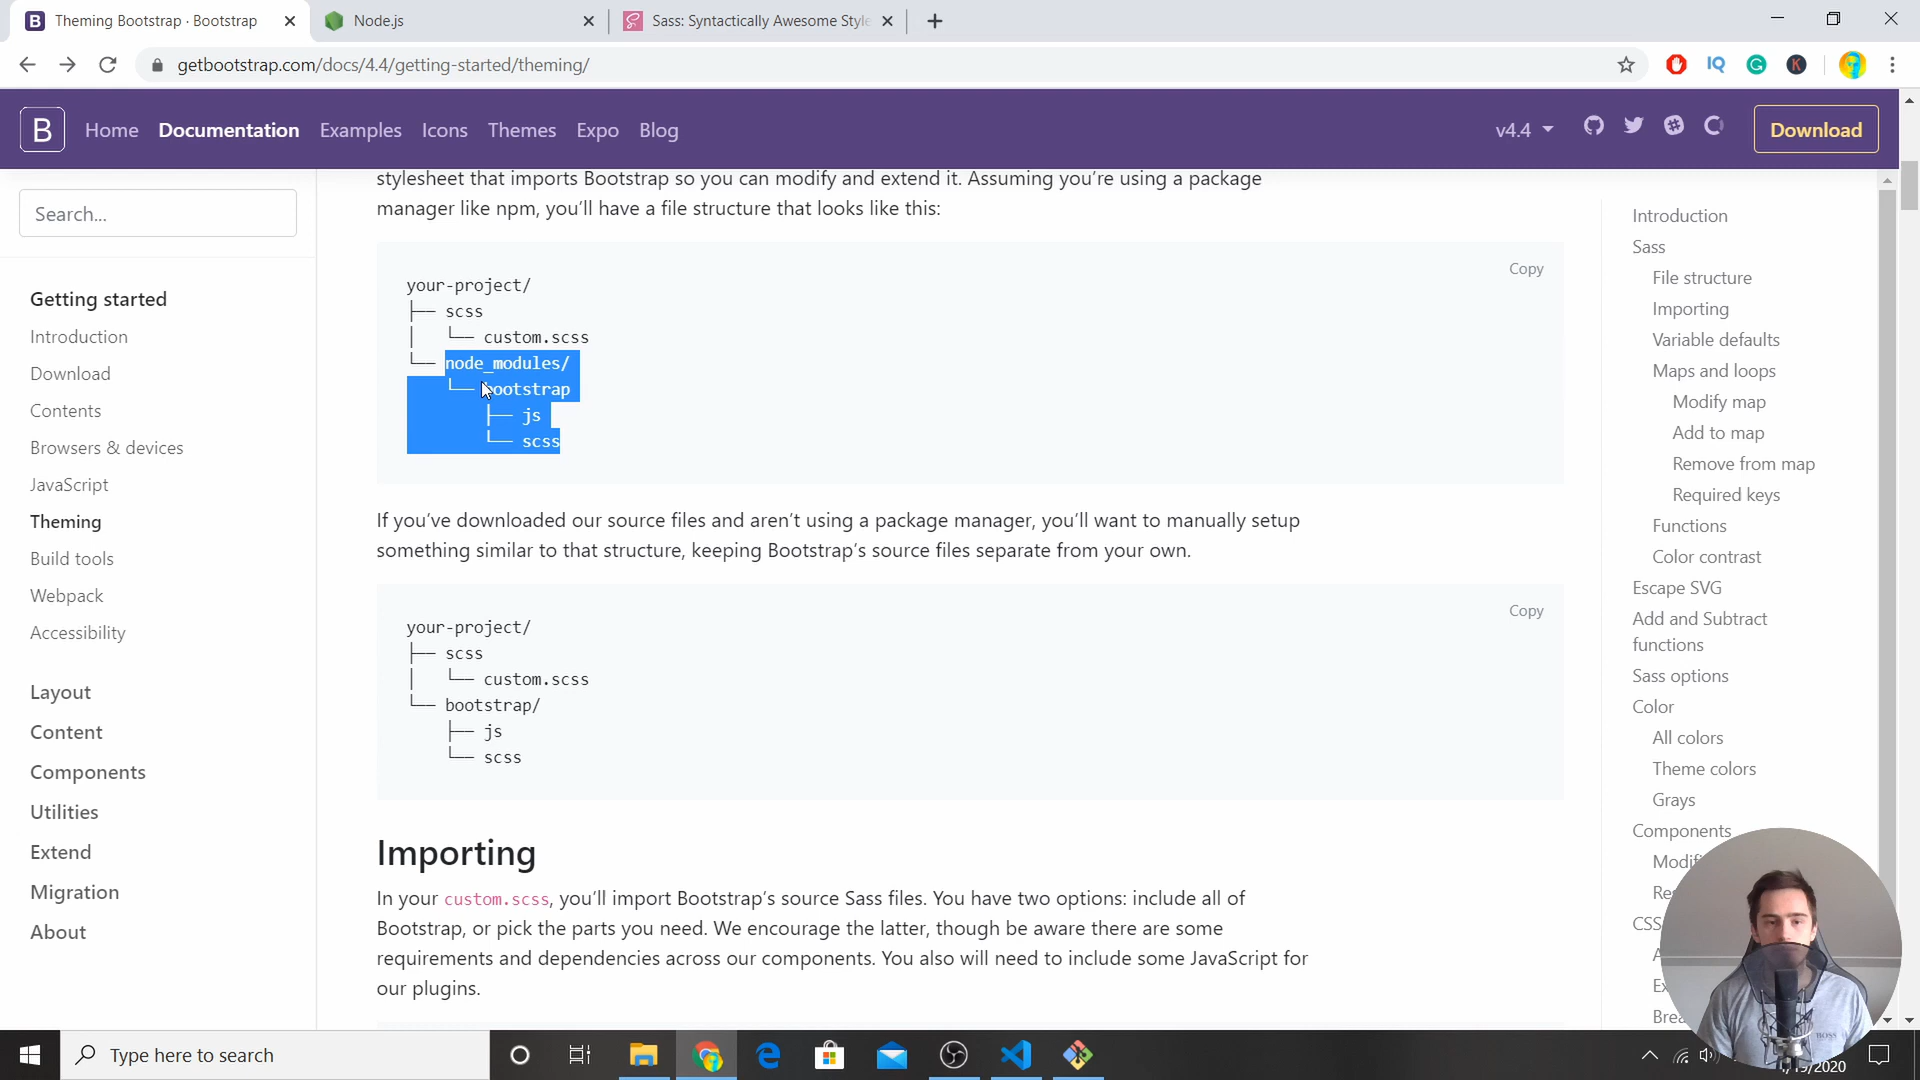 Theming Bootstrap · Bootstrap
Node.js
Sass: Syntactically Awesome Style
getbootstrap.com/docs/4.4/getting-started/theming/
IQ
B
Home
Documentation
Examples
Icons
Themes
Expo
Blog
v4.4
Download
Search...
Getting started
Introduction
Download
Contents
Browsers & devices
JavaScript
Theming
Build tools
Webpack
Accessibility
Layout
Content
Components
Utilities
Extend
Migration
About
stylesheet that imports Bootstrap so you can modify and extend it. Assuming you’re using a package
manager like npm, you’ll have a file structure that looks like this:
Copy
your-project/
├── scss
│   └── custom.scss
└── node_modules/
    └── bootstrap
        ├── js
        └── scss
If you’ve downloaded our source files and aren’t using a package manager, you’ll want to manually setup
something similar to that structure, keeping Bootstrap’s source files separate from your own.
Copy
your-project/
├── scss
│   └── custom.scss
└── bootstrap/
    ├── js
    └── scss
Importing
In your custom.scss, you’ll import Bootstrap’s source Sass files. You have two options: include all of
Bootstrap, or pick the parts you need. We encourage the latter, though be aware there are some
requirements and dependencies across our components. You also will need to include some JavaScript for
our plugins.
Introduction
Sass
File structure
Importing
Variable defaults
Maps and loops
Modify map
Add to map
Remove from map
Required keys
Functions
Color contrast
Escape SVG
Add and Subtract
functions
Sass options
Color
All colors
Theme colors
Grays
Components
Modif
Re
CSS
Ex
Brea
Type here to search